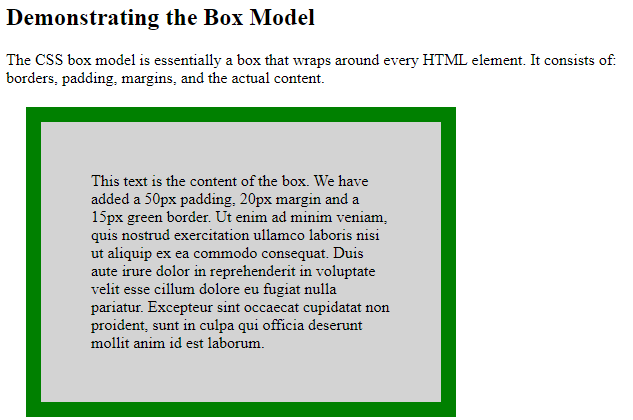 Demonstrating the Box Model
The CSS box model is essentially a box that wraps around every HTML element. It consists of:
borders, padding, margins, and the actual content.
This text is the content of the box. We have
added a 50px padding, 20px margin and a
15px green border. Ut enim ad minim veniam,
quis nostrud exercitation ullamco laboris nisi
ut aliquip ex ea commodo consequat. Duis
aute irure dolor in reprehenderit in voluptate
velit esse cillum dolore eu fugiat nulla
pariatur. Excepteur sint occaecat cupidatat non
proident, sunt in culpa qui officia deserunt
mollit anim id est laborum.